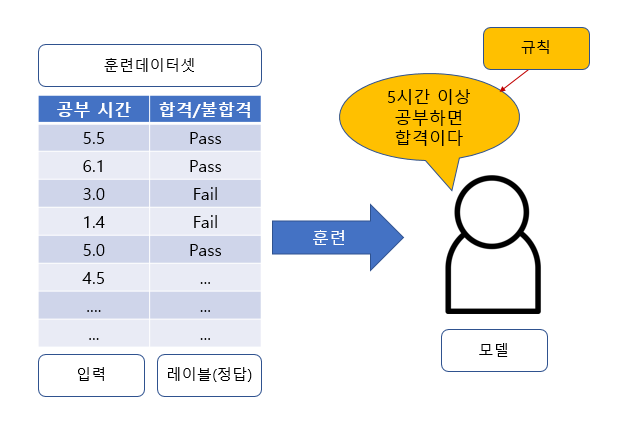 훈련데이터셋
공부 시간 합격/불합격
5.5 Pass
6.1 Pass
3.0 Fail
1.4 Fail
5.0 Pass
4.5 ...
.... ...
... ...
입력 레이블(정답)
훈련
규칙
5시간 이상
공부하면
합격이다
모델